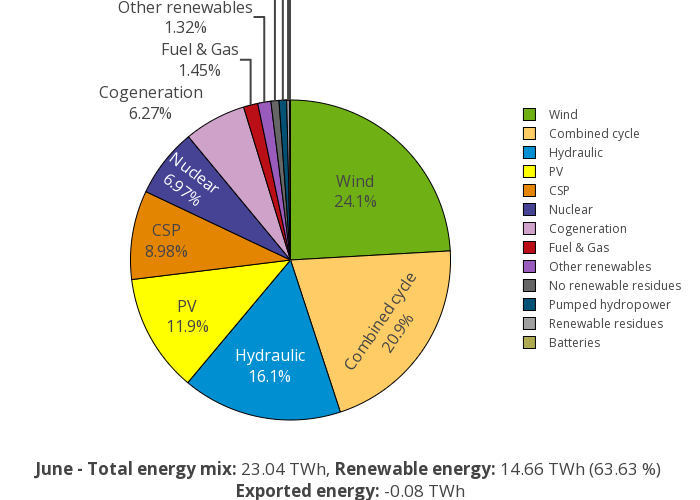 Other renewables
1.32%
Fuel & Gas
1.45%
Cogeneration
6.27%
Nuclear
6.97%
Wind
24.1%
CSP
8.98%
PV
11.9%
Combined cycle
20.9%
Hydraulic
16.1%
Wind
Combined cycle
Hydraulic
PV
CSP
Nuclear
Cogeneration
Fuel & Gas
Other renewables
No renewable residues
Pumped hydropower
Renewable residues
Batteries
June - Total energy mix: 23.04 TWh, Renewable energy: 14.66 TWh (63.63 %)
Exported energy: -0.08 TWh